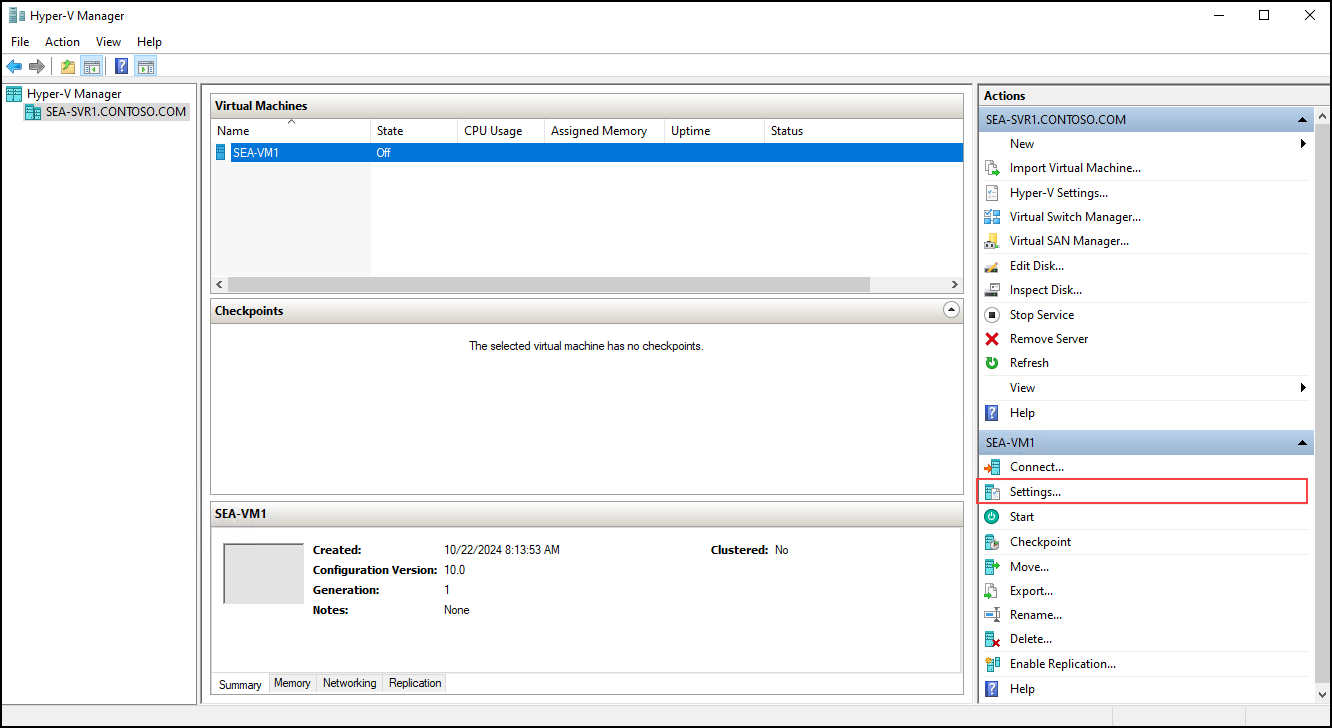 Hyper-V Manager
File Action View Help
Hyper-V Manager
SEA-SVR1.CONTOSO.COM
Virtual Machines
Name State CPU Usage Assigned Memory Uptime Status
SEA-VM1 Off
Checkpoints
The selected virtual machine has no checkpoints.
SEA-VM1
Created: 10/22/2024 8:13:53 AM Clustered: No
Configuration Version: 10.0
Generation: 1
Notes: None
Summary Memory Networking Replication
Actions
SEA-SVR1.CONTOSO.COM
New
Import Virtual Machine...
Hyper-V Settings...
Virtual Switch Manager...
Virtual SAN Manager...
Edit Disk...
Inspect Disk...
Stop Service
Remove Server
Refresh
View
Help
SEA-VM1
Connect...
Settings...
Start
Checkpoint
Move...
Export...
Rename...
Delete...
Enable Replication...
Help